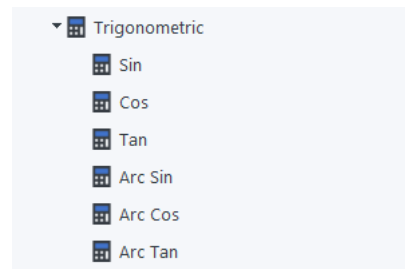 Trigonometric
Sin
Cos
Tan
Arc Sin
Arc Cos
Arc Tan